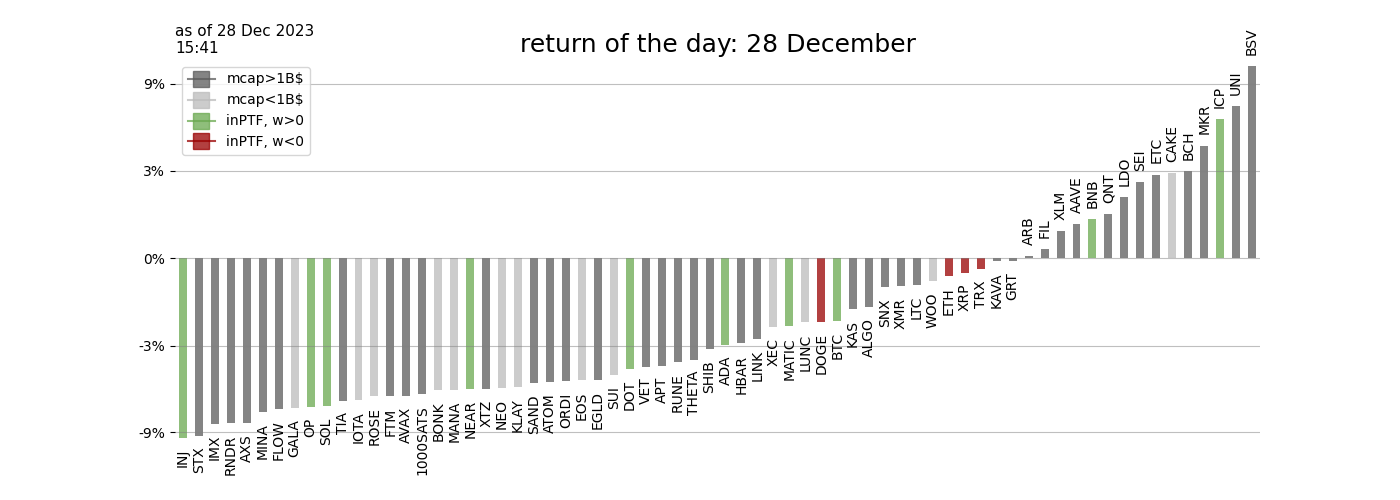 as of 28 Dec 2023
15:41
return of the day: 28 December
mcap>1B$
mcap<1B$
inPTF, w>0
inPTF, w<0
9%
3%
0%
-3%
-9%
INJ
STX
IMX
RNDR
AXS
MINA
FLOW
GALA
OP
SOL
TIA
IOTA
ROSE
FTM
AVAX
1000SATS
BONK
MANA
NEAR
XTZ
NEO
KLAY
SAND
ATOM
ORDI
EOS
EGLD
SUI
DOT
VET
APT
RUNE
THETA
SHIB
ADA
HBAR
LINK
XEC
MATIC
LUNC
DOGE
BTC
KAS
ALGO
SNX
XMR
LTC
WOO
ETH
XRP
TRX
KAVA
GRT
ARB
FIL
XLM
AAVE
BNB
QNT
LDO
SEI
ETC
CAKE
BCH
MKR
ICP
UNI
BSV